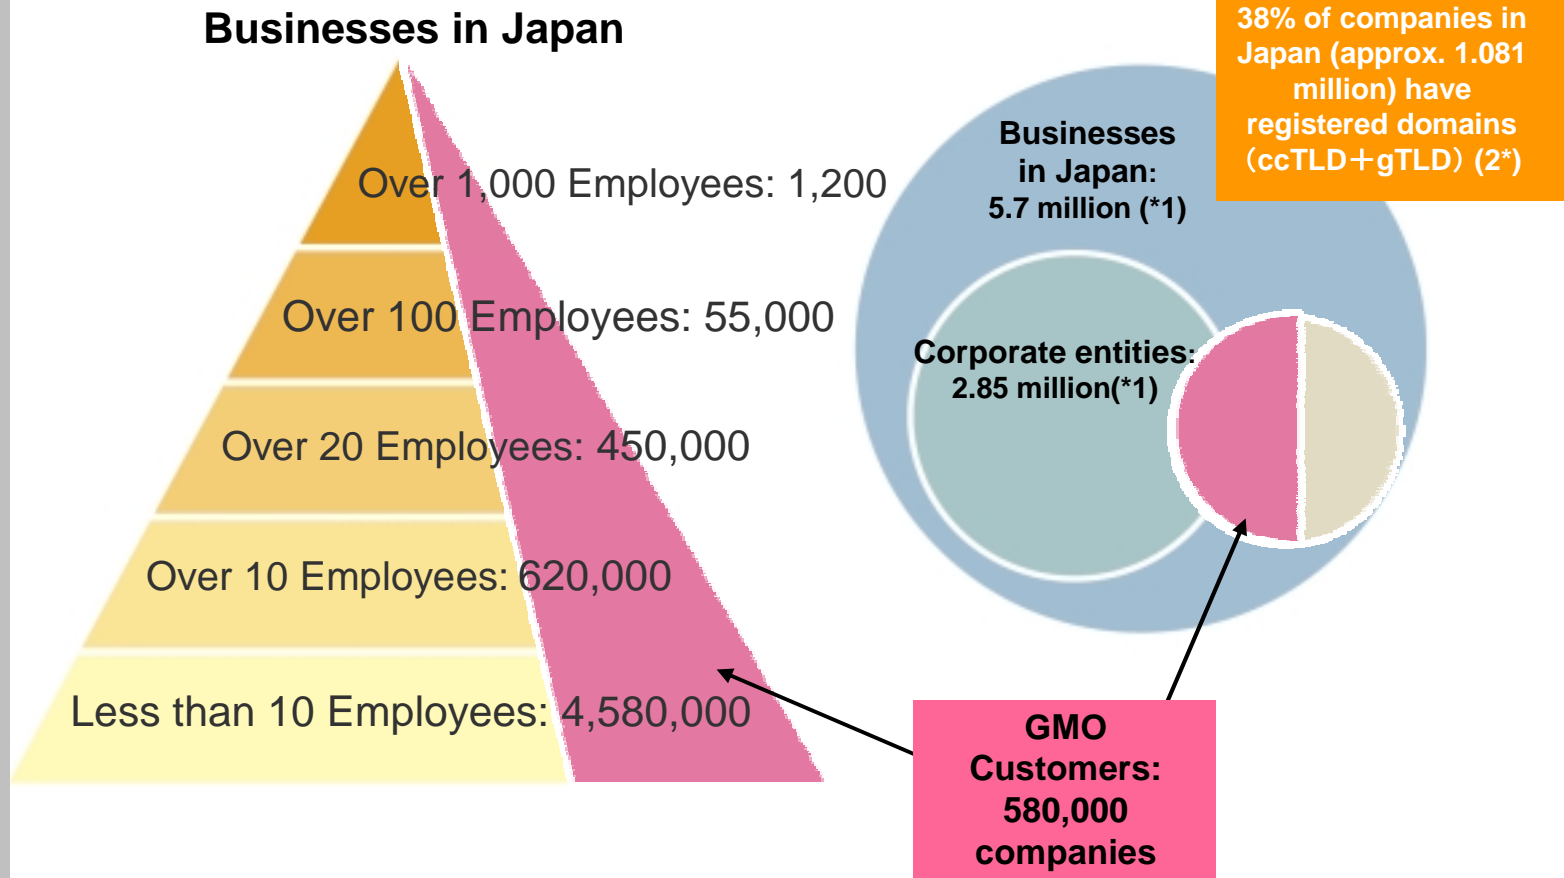 Businesses in Japan
Over 1,000 Employees: 1,200
Over 100 Employees: 55,000
Over 20 Employees: 450,000
Over 10 Employees: 620,000
Less than 10 Employees: 4,580,000
38% of companies in
Japan (approx. 1.081
million) have
registered domains
（ccTLD＋gTLD） (2*)
Businesses
in Japan:
5.7 million (*1)
Corporate entities:
2.85 million(*1)
GMO
Customers:
580,000
companies